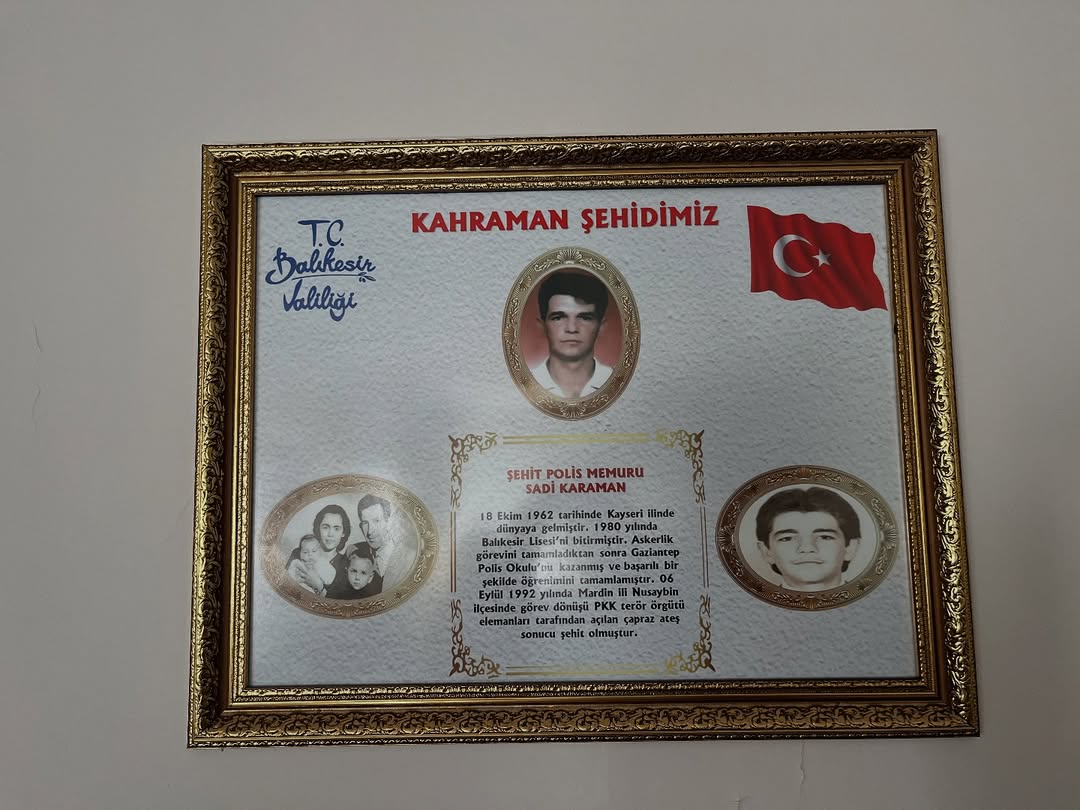 T.C.
Balıkesir
Valiliği
KAHRAMAN ŞEHİDİMİZ
ŞEHİT POLİS MEMURU
SADİ KARAMAN
18 Ekim 1962 tarihinde Kayseri ilinde
dünyaya gelmiştir. 1980 yılında
Balıkesir Lisesi'ni bitirmiştir. Askerlik
görevini tamamladıktan sonra Gaziantep
Polis Okulu'nu kazanmış ve başarılı bir
şekilde öğrenimini tamamlamıştır. 06
Eylül 1992 yılında Mardin ili Nusaybin
ilçesinde görev dönüşü PKK terör örgütü
elemanları tarafından açılan çapraz ateş
sonucu şehit olmuştur.